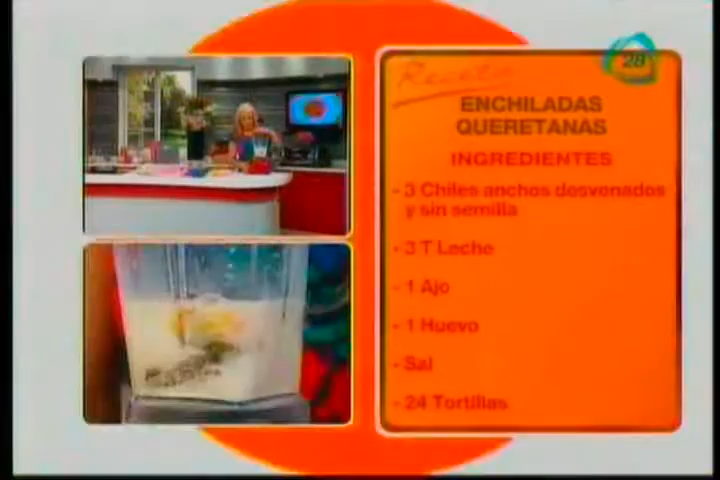 Receta
28
ENCHILADAS
QUERETANAS
INGREDIENTES
- 3 Chiles anchos dosvenados
y sin semilla
- 3 T Leche
- 1 Ajo
- 1 Huevo
- Sal
- 24 Tortillas